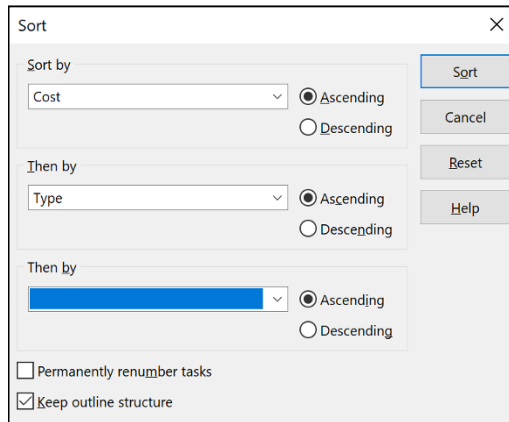 Sort
Sort by
Cost
Ascending
Descending
Then by
Type
Ascending
Descending
Then by
Ascending
Descending
Permanently renumber tasks
Keep outline structure
Sort
Cancel
Reset
Help